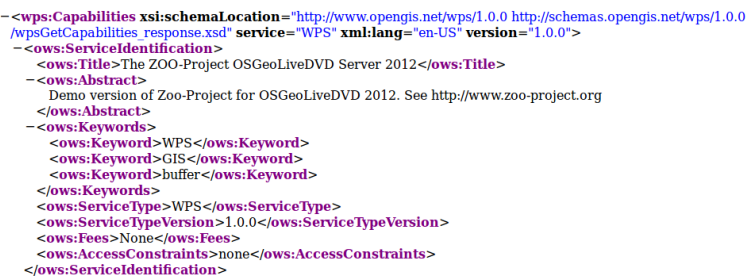 −<wps:Capabilities xsi:schemaLocation="http://www.opengis.net/wps/1.0.0 http://schemas.opengis.net/wps/1.0.0
/wpsGetCapabilities_response.xsd" service="WPS" xml:lang="en-US" version="1.0.0">
−<ows:ServiceIdentification>
<ows:Title>The ZOO-Project OSGeoLiveDVD Server 2012</ows:Title>
−<ows:Abstract>
Demo version of Zoo-Project for OSGeoLiveDVD 2012. See http://www.zoo-project.org
</ows:Abstract>
−<ows:Keywords>
<ows:Keyword>WPS</ows:Keyword>
<ows:Keyword>GIS</ows:Keyword>
<ows:Keyword>buffer</ows:Keyword>
</ows:Keywords>
<ows:ServiceType>WPS</ows:ServiceType>
<ows:ServiceTypeVersion>1.0.0</ows:ServiceTypeVersion>
<ows:Fees>None</ows:Fees>
<ows:AccessConstraints>none</ows:AccessConstraints>
</ows:ServiceIdentification>